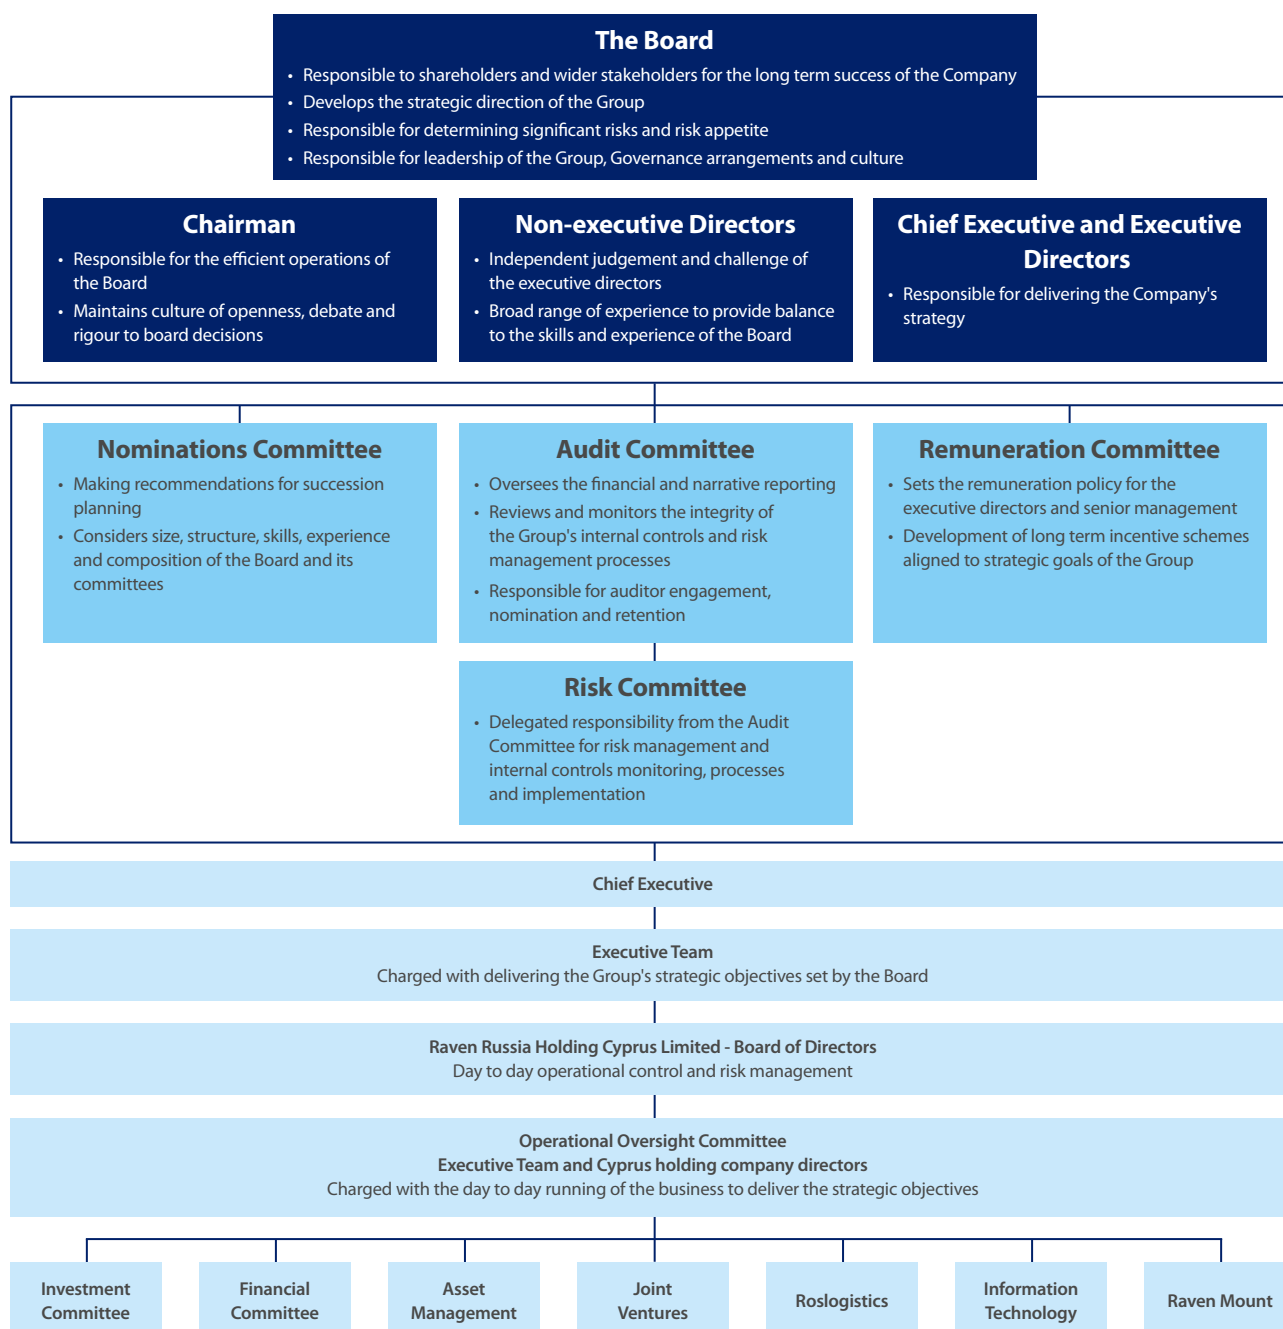 The Board
• Responsible to shareholders and wider stakeholders for the long term success of the Company
• Develops the strategic direction of the Group
• Responsible for determining significant risks and risk appetite
• Responsible for leadership of the Group, Governance arrangements and culture
Chairman
• Responsible for the efficient operations of
the Board
• Maintains culture of openness, debate and
rigour to board decisions
Non-executive Directors
• Independent judgement and challenge of
the executive directors
• Broad range of experience to provide balance
to the skills and experience of the Board
Chief Executive and Executive
Directors
• Responsible for delivering the Company's
strategy
Nominations Committee
• Making recommendations for succession
planning
• Considers size, structure, skills, experience
and composition of the Board and its
committees
Audit Committee
• Oversees the financial and narrative reporting
• Reviews and monitors the integrity of
the Group's internal controls and risk
management processes
• Responsible for auditor engagement,
nomination and retention
Remuneration Committee
• Sets the remuneration policy for the
executive directors and senior management
• Development of long term incentive schemes
aligned to strategic goals of the Group
Risk Committee
• Delegated responsibility from the Audit
Committee for risk management and
internal controls monitoring, processes
and implementation
Chief Executive
Executive Team
Charged with delivering the Group's strategic objectives set by the Board
Raven Russia Holding Cyprus Limited - Board of Directors
Day to day operational control and risk management
Operational Oversight Committee
Executive Team and Cyprus holding company directors
Charged with the day to day running of the business to deliver the strategic objectives
Investment
Committee
Financial
Committee
Asset
Management
Joint
Ventures
Roslogistics
Information
Technology
Raven Mount